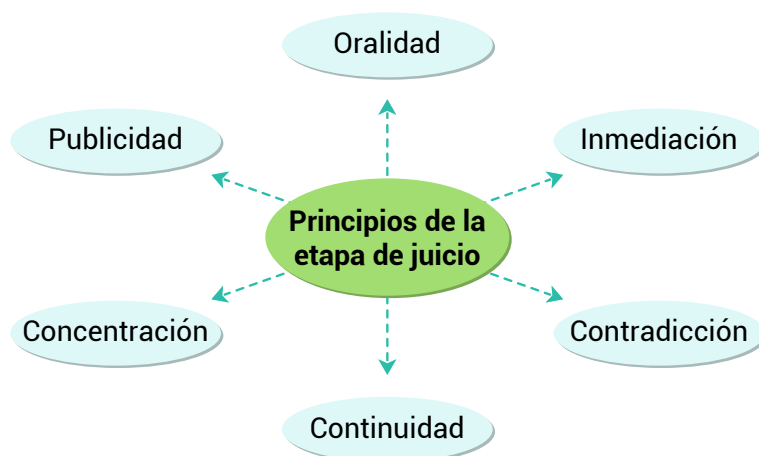 Oralidad
Publicidad
Inmediación
Principios de la
etapa de juicio
Concentración
Contradicción
Continuidad